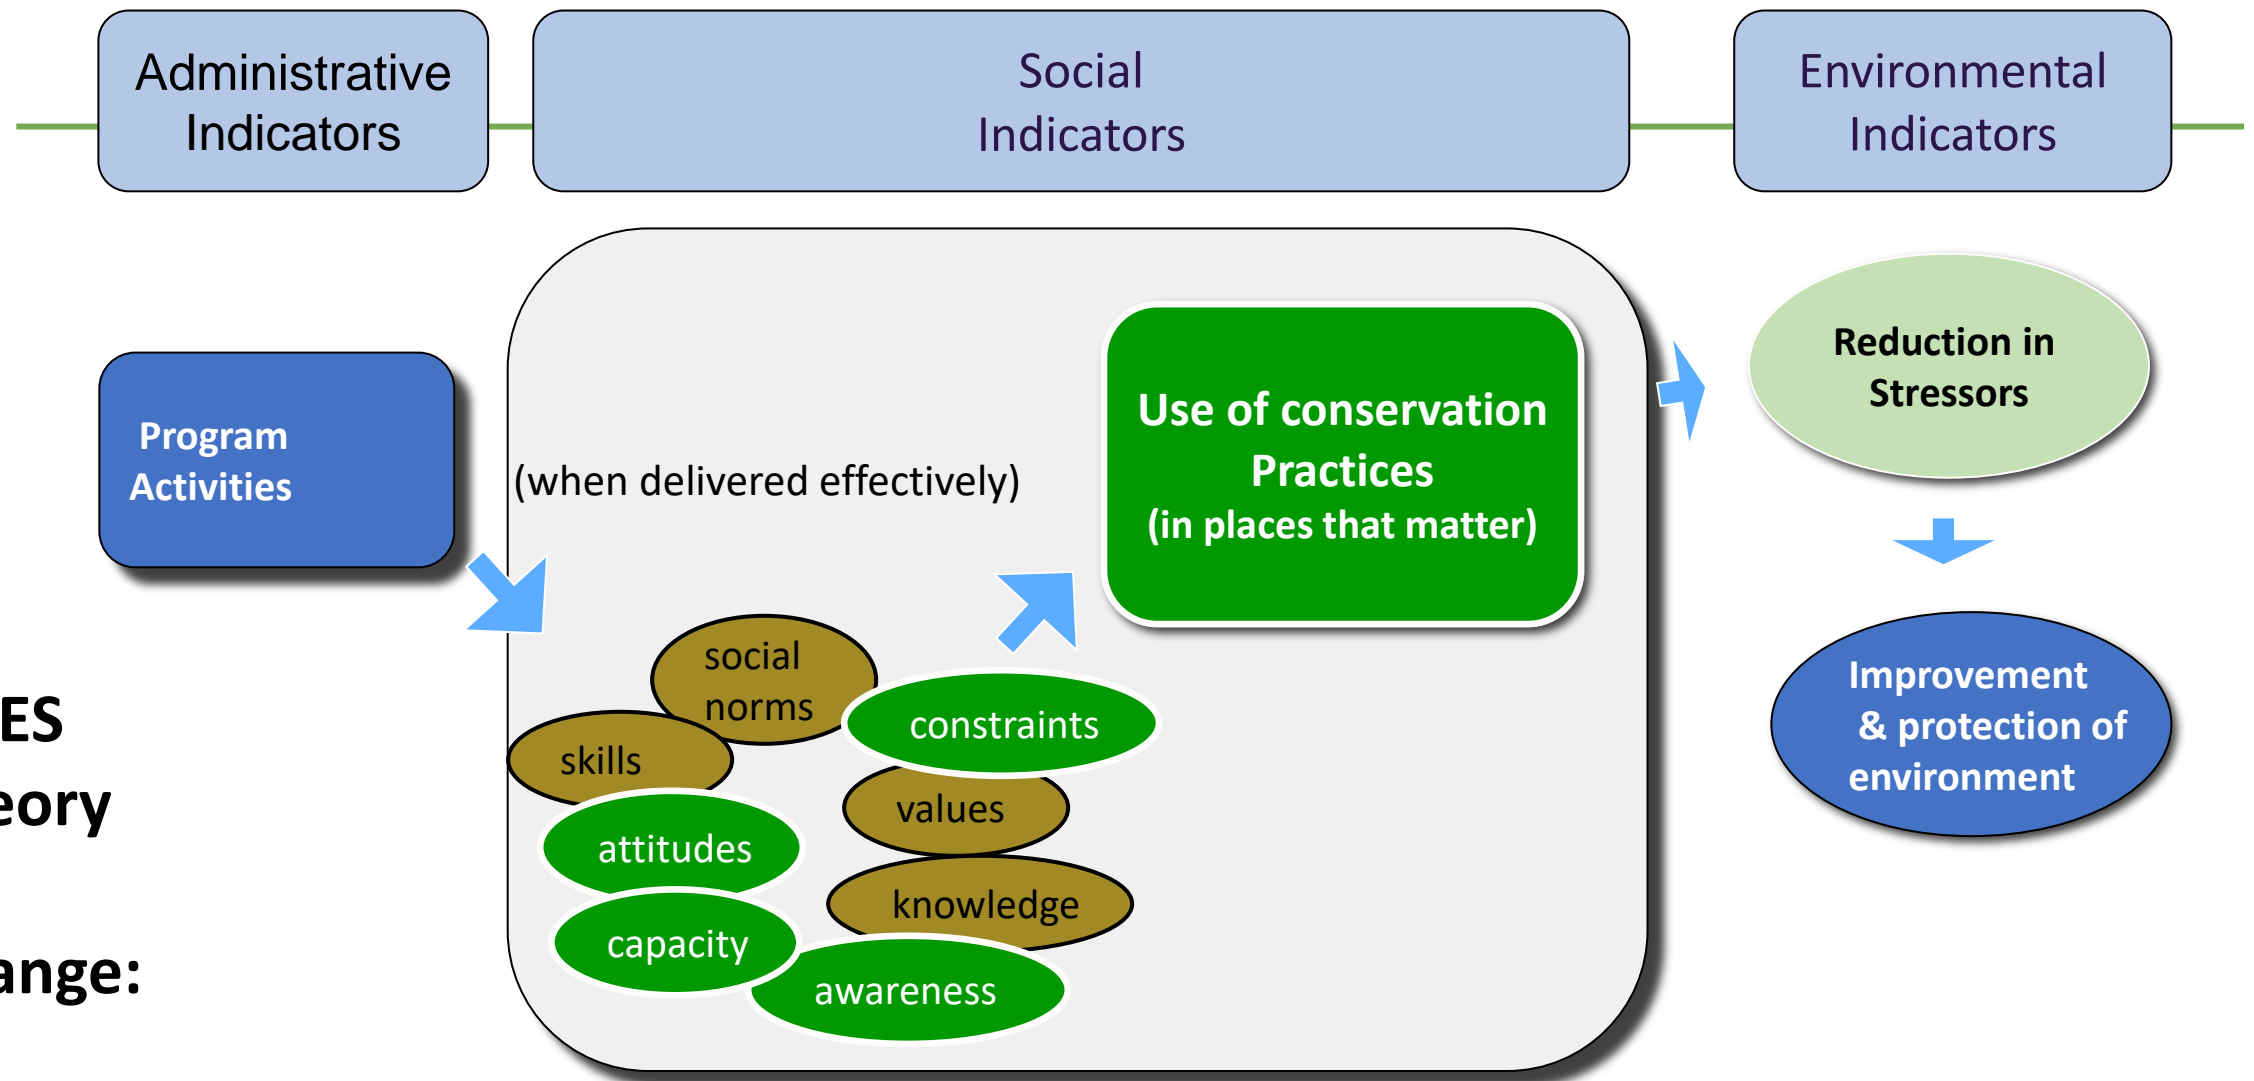 Administrative
Indicators
Social
Indicators
Environmental
Indicators
Program
Activities
(when delivered effectively)
Use of conservation
Practices
(in places that matter)
Reduction in
Stressors
Improvement
& protection of
environment
social
norms
constraints
skills
values
attitudes
knowledge
capacity
awareness
ES
eory
ange: